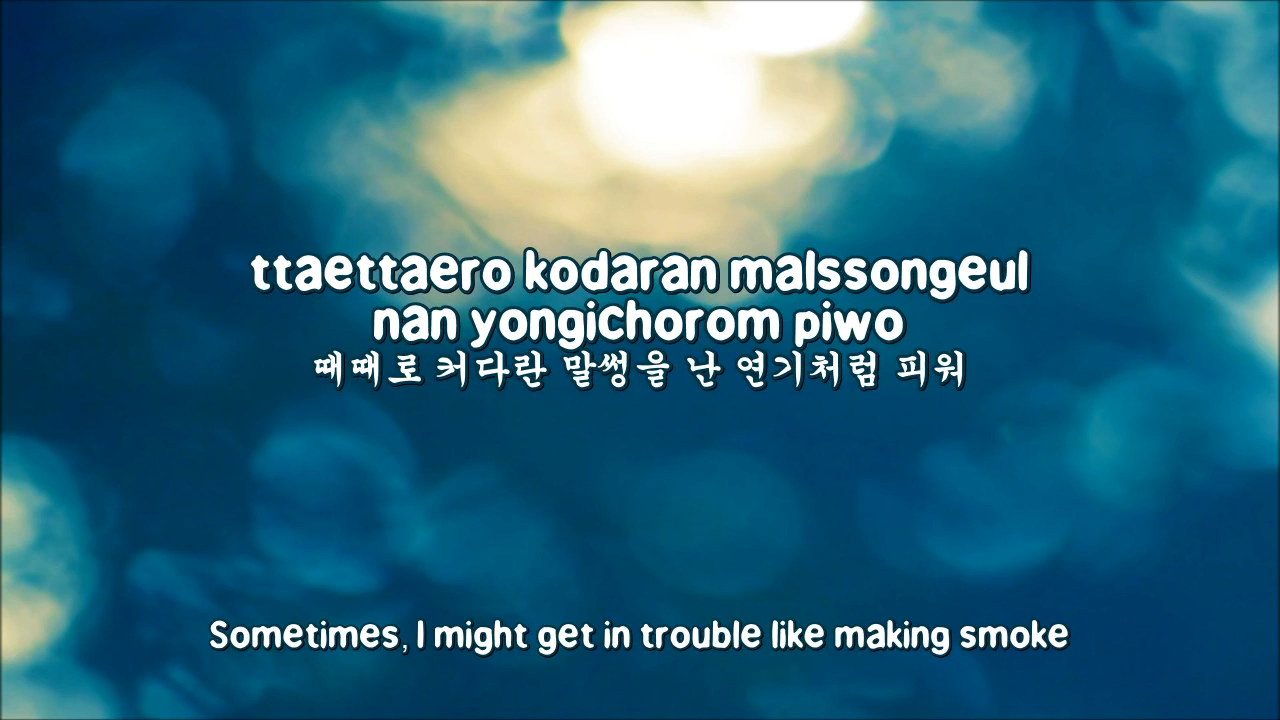 ttaettaero kodaran malssongeul
nan yongichorom piwo
때때로 커다란 말썽을 난 연기처럼 피워
Sometimes, I might get in trouble like making smoke